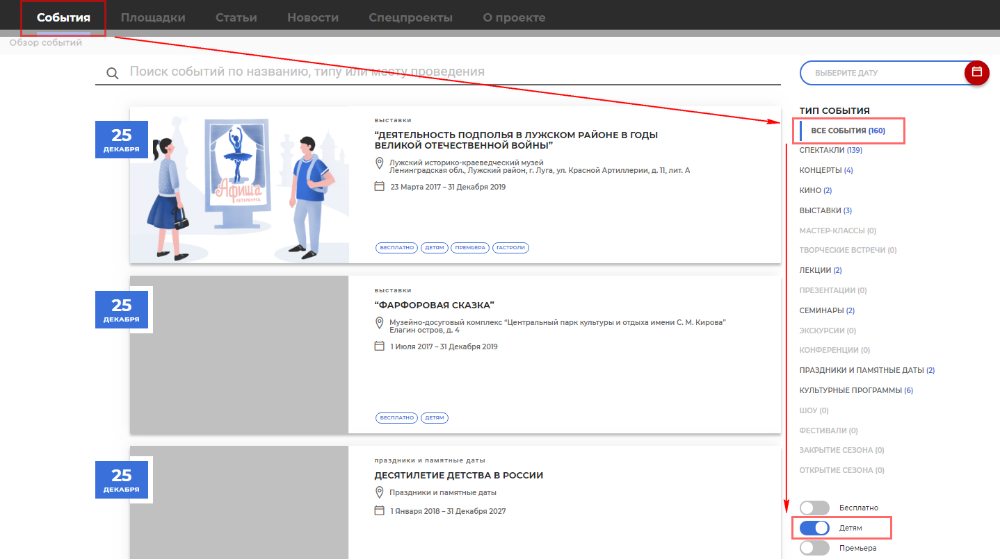 События Площадки Статьи Новости Спецпроекты О проекте
Обзор событий
Поиск событий по названию, типу или месту проведения
25
ДЕКАБРЯ
Афиша
ПЕТЕРБУРГА
выставки
“ДЕЯТЕЛЬНОСТЬ ПОДПОЛЬЯ В ЛУЖСКОМ РАЙОНЕ В ГОДЫ
ВЕЛИКОЙ ОТЕЧЕСТВЕННОЙ ВОЙНЫ”
Лужский историко-краеведческий музей
Ленинградская обл., Лужский район, г. Луга, ул. Красной Артиллерии, д. 11, лит. А
23 Марта 2017 – 31 Декабря 2019
БЕСПЛАТНО ДЕТЯМ ПРЕМЬЕРА ГАСТРОЛИ
25
ДЕКАБРЯ
выставки
“ФАРФОРОВАЯ СКАЗКА”
Музейно-досуговый комплекс “Центральный парк культуры и отдыха имени С. М. Кирова”
Елагин остров, д. 4
1 Июля 2017 – 31 Декабря 2019
БЕСПЛАТНО ДЕТЯМ
25
ДЕКАБРЯ
праздники и памятные даты
ДЕСЯТИЛЕТИЕ ДЕТСТВА В РОССИИ
Праздники и памятные даты
1 Января 2018 – 31 Декабря 2027
ВЫБЕРИТЕ ДАТУ
ТИП СОБЫТИЯ
ВСЕ СОБЫТИЯ (160)
СПЕКТАКЛИ (139)
КОНЦЕРТЫ (4)
КИНО (2)
ВЫСТАВКИ (3)
МАСТЕР-КЛАССЫ (0)
ТВОРЧЕСКИЕ ВСТРЕЧИ (0)
ЛЕКЦИИ (2)
ПРЕЗЕНТАЦИИ (0)
СЕМИНАРЫ (2)
ЭКСКУРСИИ (0)
КОНФЕРЕНЦИИ (0)
ПРАЗДНИКИ И ПАМЯТНЫЕ ДАТЫ (2)
КУЛЬТУРНЫЕ ПРОГРАММЫ (6)
ШОУ (0)
ФЕСТИВАЛИ (0)
ЗАКРЫТИЕ СЕЗОНА (0)
ОТКРЫТИЕ СЕЗОНА (0)
Бесплатно
Детям
Премьера